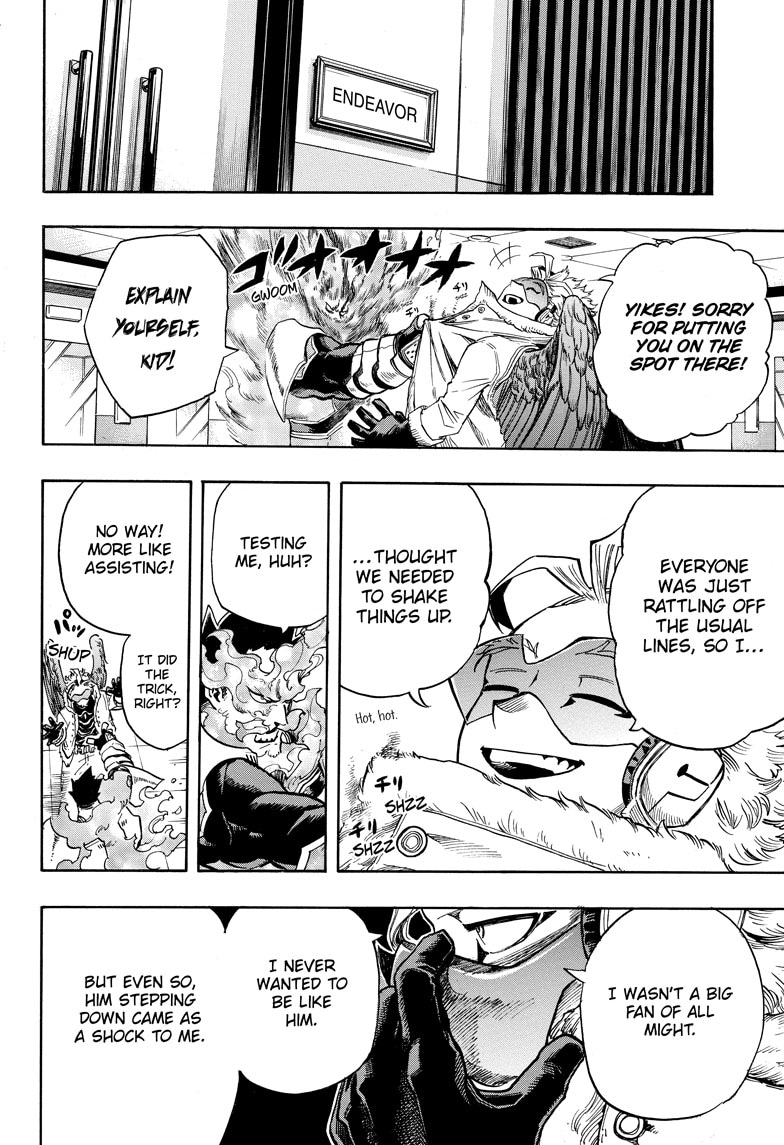 ENDEAVOR
YIKES! SORRY
FOR PUTTING
YOU ON THE
SPOT THERE!
チリ
チリ
ゴオオオオ
GWOOM
EXPLAIN
YOURSELF,
KID!
EVERYONE
WAS JUST
RATTLING OFF
THE USUAL
LINES, SO I...
...THOUGHT
WE NEEDED
TO SHAKE
THINGS UP.
Hot, hot.
チリ
SHZZ
チリ
SHZZ
TESTING
ME, HUH?
NO WAY!
MORE LIKE
ASSISTING!
IT DID
THE TRICK,
RIGHT?
パッ
SHUP
I WASN'T A BIG
FAN OF ALL
MIGHT.
I NEVER
WANTED TO
BE LIKE
HIM.
BUT EVEN SO,
HIM STEPPING
DOWN CAME AS
A SHOCK TO ME.